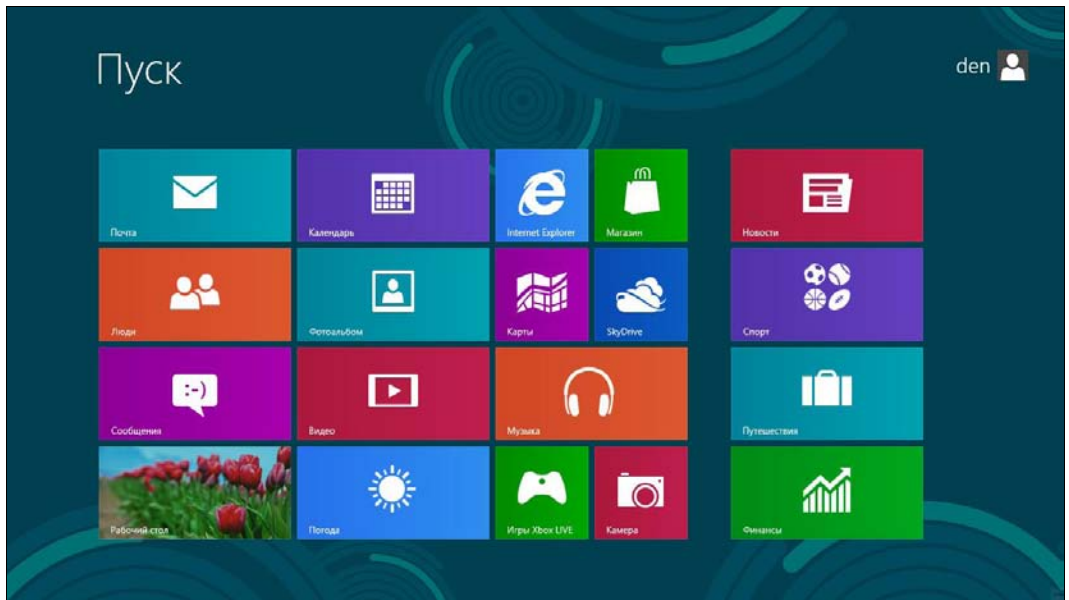 Пуск
den
Почта
Календарь
Internet Explorer
Магазин
Новости
Люди
Фотоальбом
Карты
SkyDrive
Спорт
:-)
Сообщения
Видео
Музыка
Путешествия
Рабочий стол
Погода
Игры Xbox LIVE
Камера
Финансы